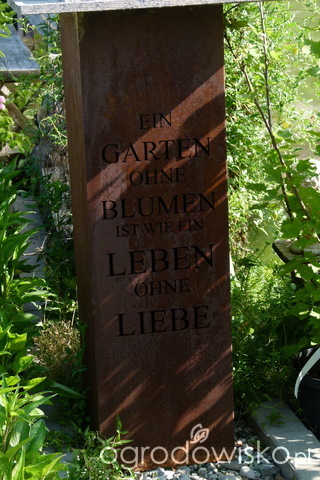 EIN
GARTEN
OHNE
BLUMEN
IST WIE EIN
LEBEN
OHNE
LIEBE
ogrodowisko.pl